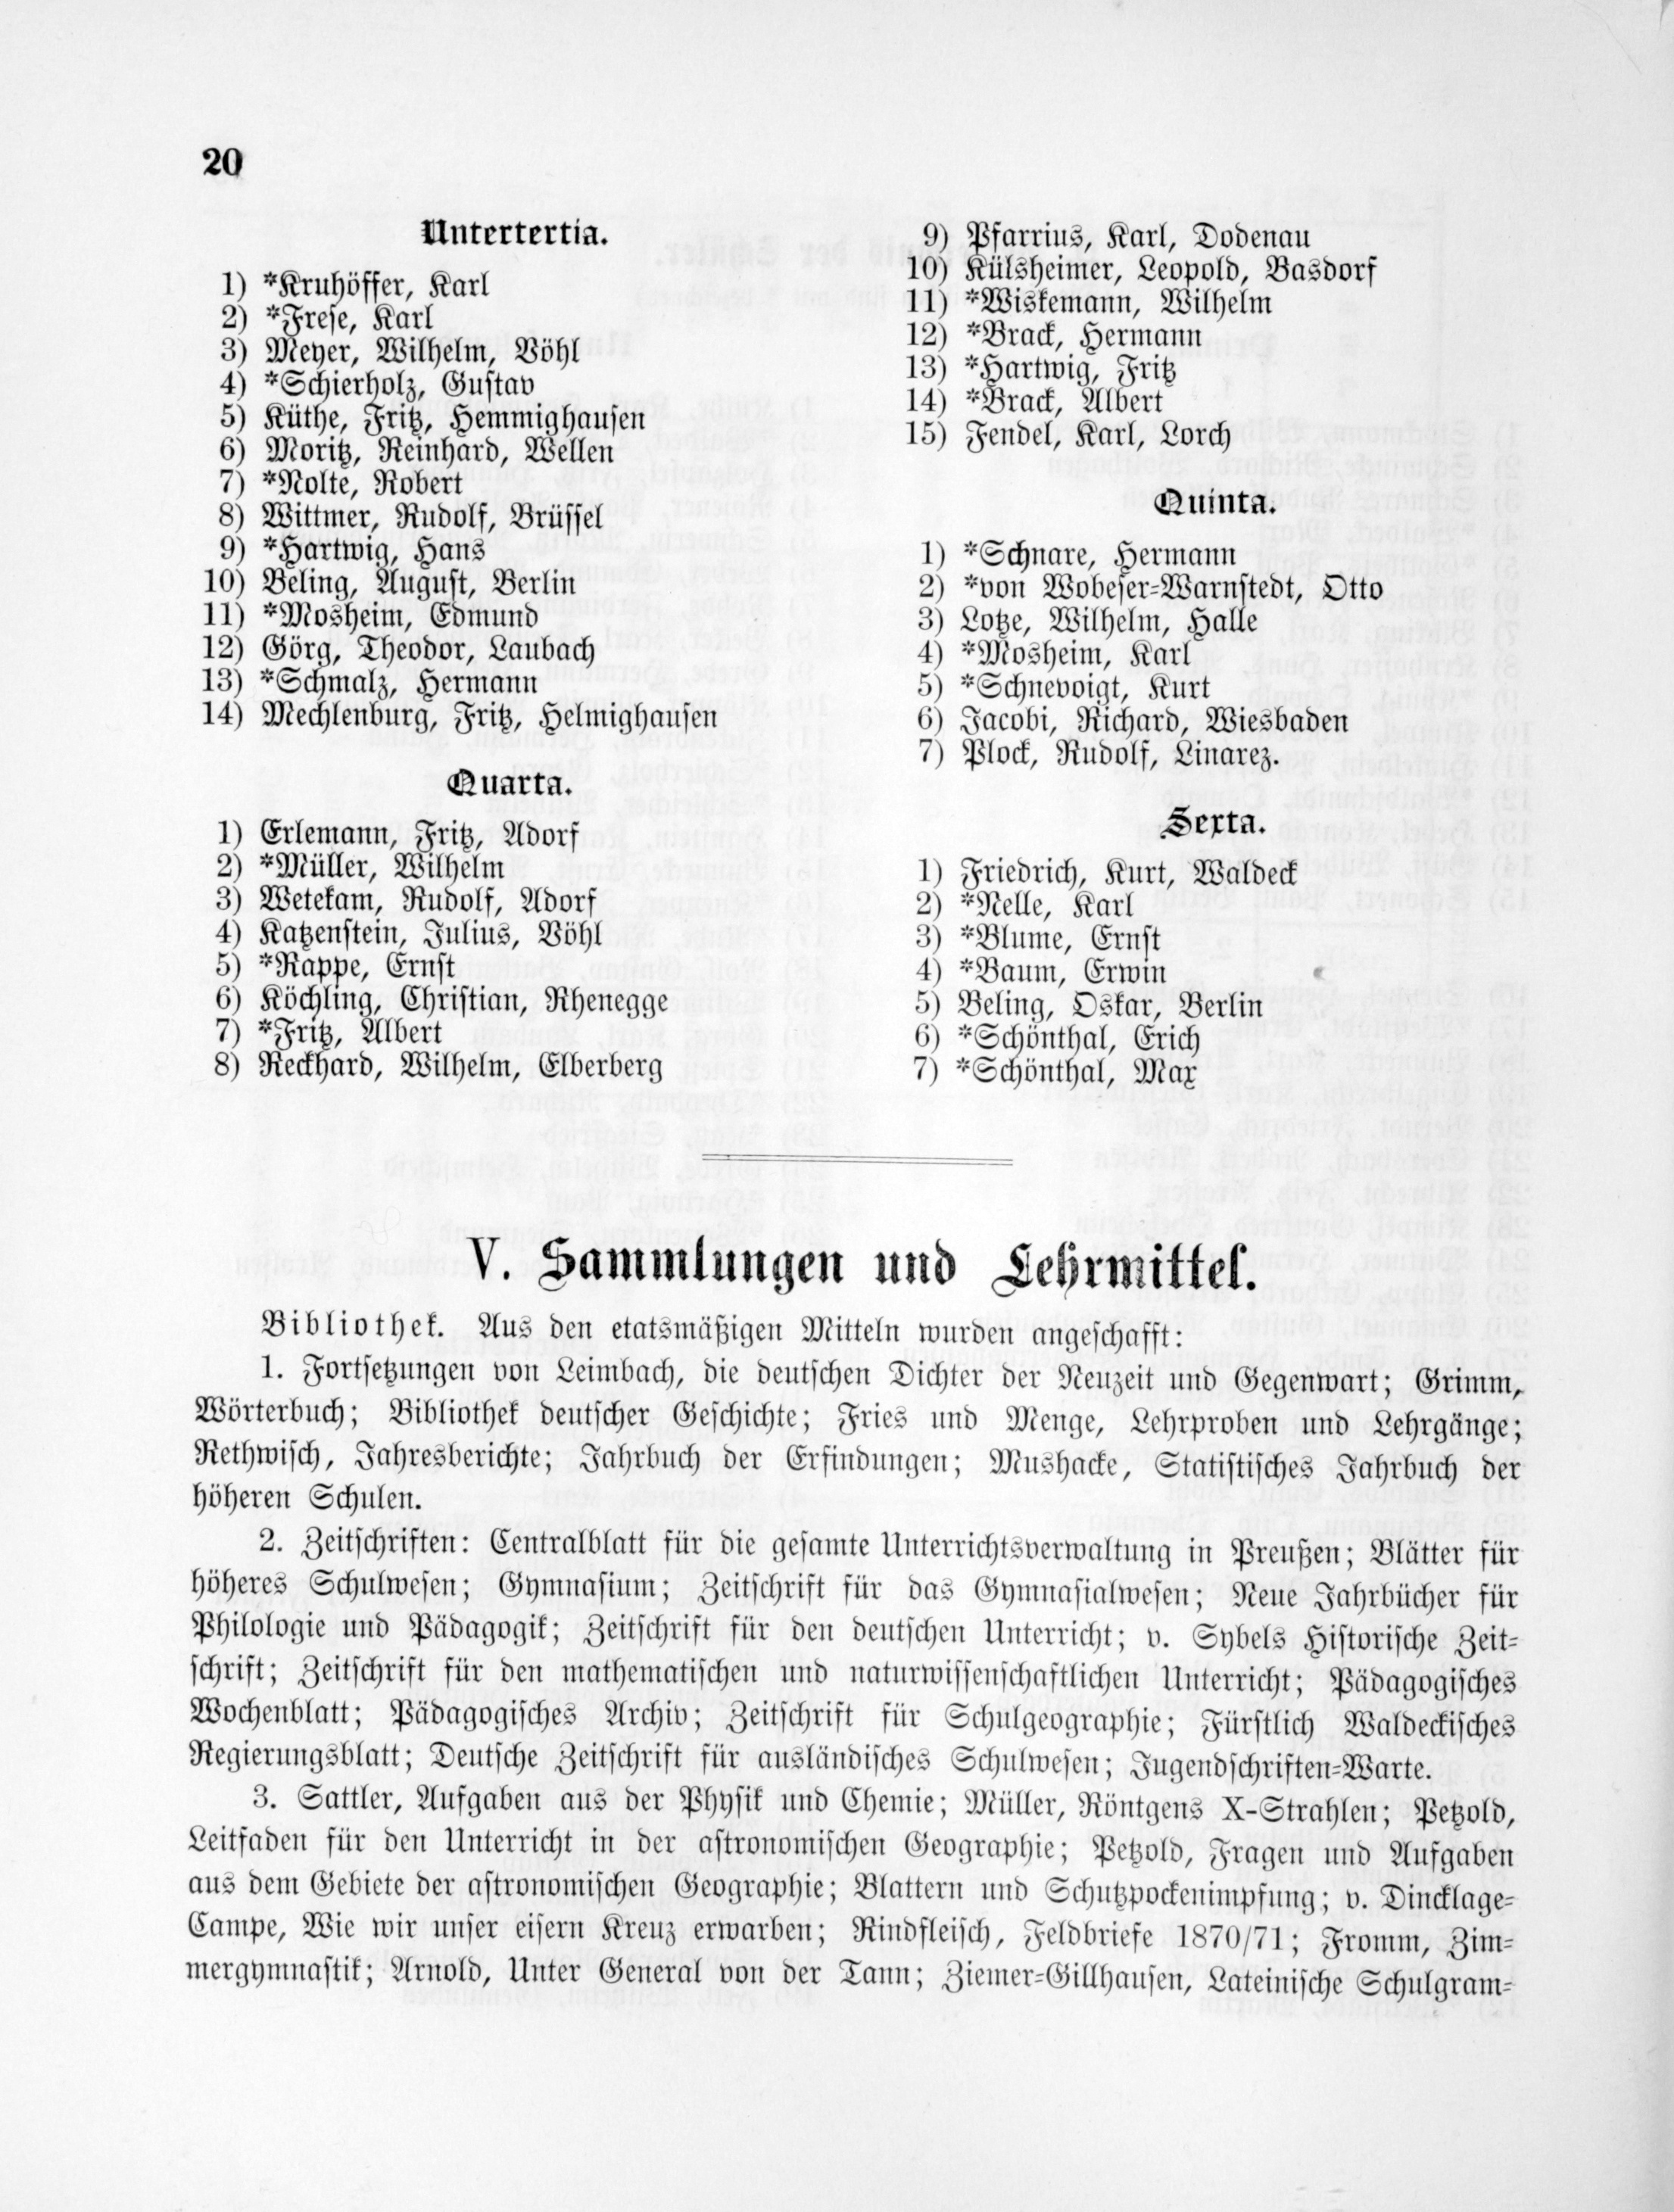 20
Untertertia.
1) *Kruhöffer, Karl
2) *Frese, Karl
3) Meyer, Wilhelm, Vöhl
4) *Schierholz, Gustav
5) Küthe, Fritz, Hemmighausen
6) Moritz, Reinhard, Wellen
7) *Nolte, Robert
8) Wittmer, Rudolf, Brüssel
9) *Hartwig, Hans
10) Beling, August, Berlin
11) *Mosheim, Edmund
12) Görg, Theodor, Laubach
13) *Schmalz, Hermann
14) Mechlenburg, Fritz, Helmighausen
Quarta.
1) Erlemann, Fritz, Adorf
2) *Müller, Wilhelm
3) Wetekam, Rudolf, Adorf
4) Katzenstein, Julius, Vöhl
5) *Rappe, Ernst
6) Köchling, Christian, Rhenegge
7) *Fritz, Albert
8) Reckhard, Wilhelm, Elberberg
9) Pfarrius, Karl, Dodenau
10) Külsheimer, Leopold, Basdorf
11) *Wiskemann, Wilhelm
12) *Brack, Hermann
13) *Hartwig, Fritz
14) *Brack, Albert
15) Fendel, Karl, Lorch
Quinta.
1) *Schnare, Hermann
2) *von Wobeser-Warnstedt, Otto
3) Lotze, Wilhelm, Halle
4) *Mosheim, Karl
5) *Schnevoigt, Kurt
6) Jacobi, Richard, Wiesbaden
7) Plock, Rudolf, Linarez.
Sexta.
1) Friedrich, Kurt, Waldeck
2) *Nelle, Karl
3) *Blume, Ernst
4) *Baum, Erwin
5) Beling, Oskar, Berlin
6) *Schönthal, Erich
7) *Schönthal, Max
V. Sammlungen und Lehrmittel.
Bibliothek. Aus den etatsmäßigen Mitteln wurden angeschafft:
1. Fortsetzungen von Leimbach, die deutschen Dichter der Neuzeit und Gegenwart; Grimm,
Wörterbuch; Bibliothek deutscher Geschichte; Fries und Menge, Lehrproben und Lehrgänge;
Rethwisch, Jahresberichte; Jahrbuch der Erfindungen; Mushacke, Statistisches Jahrbuch der
höheren Schulen.
2. Zeitschriften: Centralblatt für die gesamte Unterrichtsverwaltung in Preußen; Blätter für
höheres Schulwesen; Gymnasium; Zeitschrift für das Gymnasialwesen; Neue Jahrbücher für
Philologie und Pädagogik; Zeitschrift für den deutschen Unterricht; v. Sybels Historische Zeit-
schrift; Zeitschrift für den mathematischen und naturwissenschaftlichen Unterricht; Pädagogisches
Wochenblatt; Pädagogisches Archiv; Zeitschrift für Schulgeographie; Fürstlich Waldeckisches
Regierungsblatt; Deutsche Zeitschrift für ausländisches Schulwesen; Jugendschriften-Warte.
3. Sattler, Aufgaben aus der Physik und Chemie; Müller, Röntgens X-Strahlen; Petzold,
Leitfaden für den Unterricht in der astronomischen Geographie; Petzold, Fragen und Aufgaben
aus dem Gebiete der astronomischen Geographie; Blattern und Schutzpockenimpfung; v. Dincklage-
Campe, Wie wir unser eisern Kreuz erwarben; Rindfleisch, Feldbriefe 1870/71; Fromm, Zim-
mergymnastik; Arnold, Unter General von der Tann; Ziemer-Gillhausen, Lateinische Schulgram-